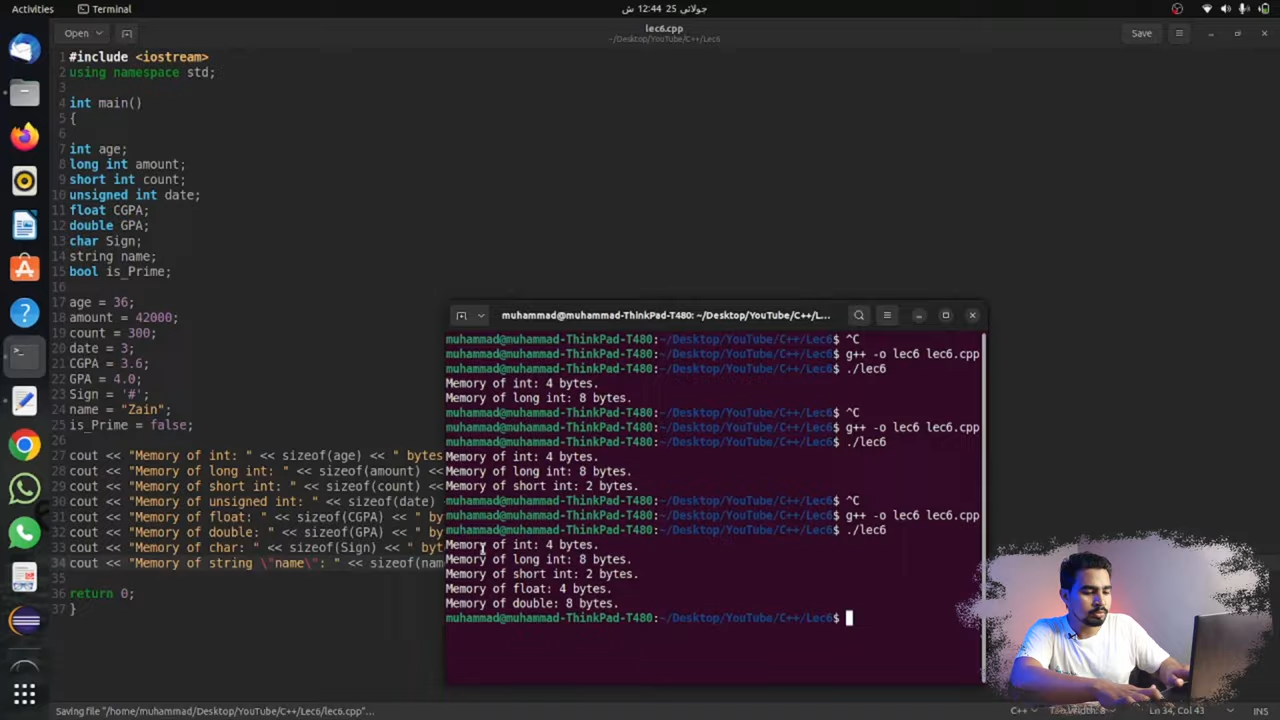 Activities
Terminal
جولائی 25 12:44 ش
Open
lec6.cpp
~/Desktop/YouTube/C++/Lec6
Save
1 #include <iostream>
2 using namespace std;
3
4 int main()
5 {
6
7 int age;
8 long int amount;
9 short int count;
10 unsigned int date;
11 float CGPA;
12 double GPA;
13 char Sign;
14 string name;
15 bool is_Prime;
16
17 age = 36;
18 amount = 42000;
19 count = 300;
20 date = 3;
21 CGPA = 3.6;
22 GPA = 4.0;
23 Sign = '#';
24 name = "Zain";
25 is_Prime = false;
26
27 cout << "Memory of int: " << sizeof(age) << " bytes
28 cout << "Memory of long int: " << sizeof(amount) <<
29 cout << "Memory of short int: " << sizeof(count) <<
30 cout << "Memory of unsigned int: " << sizeof(date)
31 cout << "Memory of float: " << sizeof(CGPA) << " by
32 cout << "Memory of double: " << sizeof(GPA) << " by
33 cout << "Memory of char: " << sizeof(Sign) << " byt
34 cout << "Memory of string \"name\": " << sizeof(nam
35
36 return 0;
37 }
muhammad@muhammad-ThinkPad-T480: ~/Desktop/YouTube/C++/L...
muhammad@muhammad-ThinkPad-T480:~/Desktop/YouTube/C++/Lec6$ ^C
muhammad@muhammad-ThinkPad-T480:~/Desktop/YouTube/C++/Lec6$ g++ -o lec6 lec6.cpp
muhammad@muhammad-ThinkPad-T480:~/Desktop/YouTube/C++/Lec6$ ./lec6
Memory of int: 4 bytes.
Memory of long int: 8 bytes.
muhammad@muhammad-ThinkPad-T480:~/Desktop/YouTube/C++/Lec6$ ^C
muhammad@muhammad-ThinkPad-T480:~/Desktop/YouTube/C++/Lec6$ g++ -o lec6 lec6.cpp
muhammad@muhammad-ThinkPad-T480:~/Desktop/YouTube/C++/Lec6$ ./lec6
Memory of int: 4 bytes.
Memory of long int: 8 bytes.
Memory of short int: 2 bytes.
muhammad@muhammad-ThinkPad-T480:~/Desktop/YouTube/C++/Lec6$ ^C
muhammad@muhammad-ThinkPad-T480:~/Desktop/YouTube/C++/Lec6$ g++ -o lec6 lec6.cpp
muhammad@muhammad-ThinkPad-T480:~/Desktop/YouTube/C++/Lec6$ ./lec6
Memory of int: 4 bytes.
Memory of long int: 8 bytes.
Memory of short int: 2 bytes.
Memory of float: 4 bytes.
Memory of double: 8 bytes.
muhammad@muhammad-ThinkPad-T480:~/Desktop/YouTube/C++/Lec6$
Saving file "/home/muhammad/Desktop/YouTube/C++/Lec6/lec6.cpp"...
C++
Tab Width: 8
Ln 34, Col 43
INS